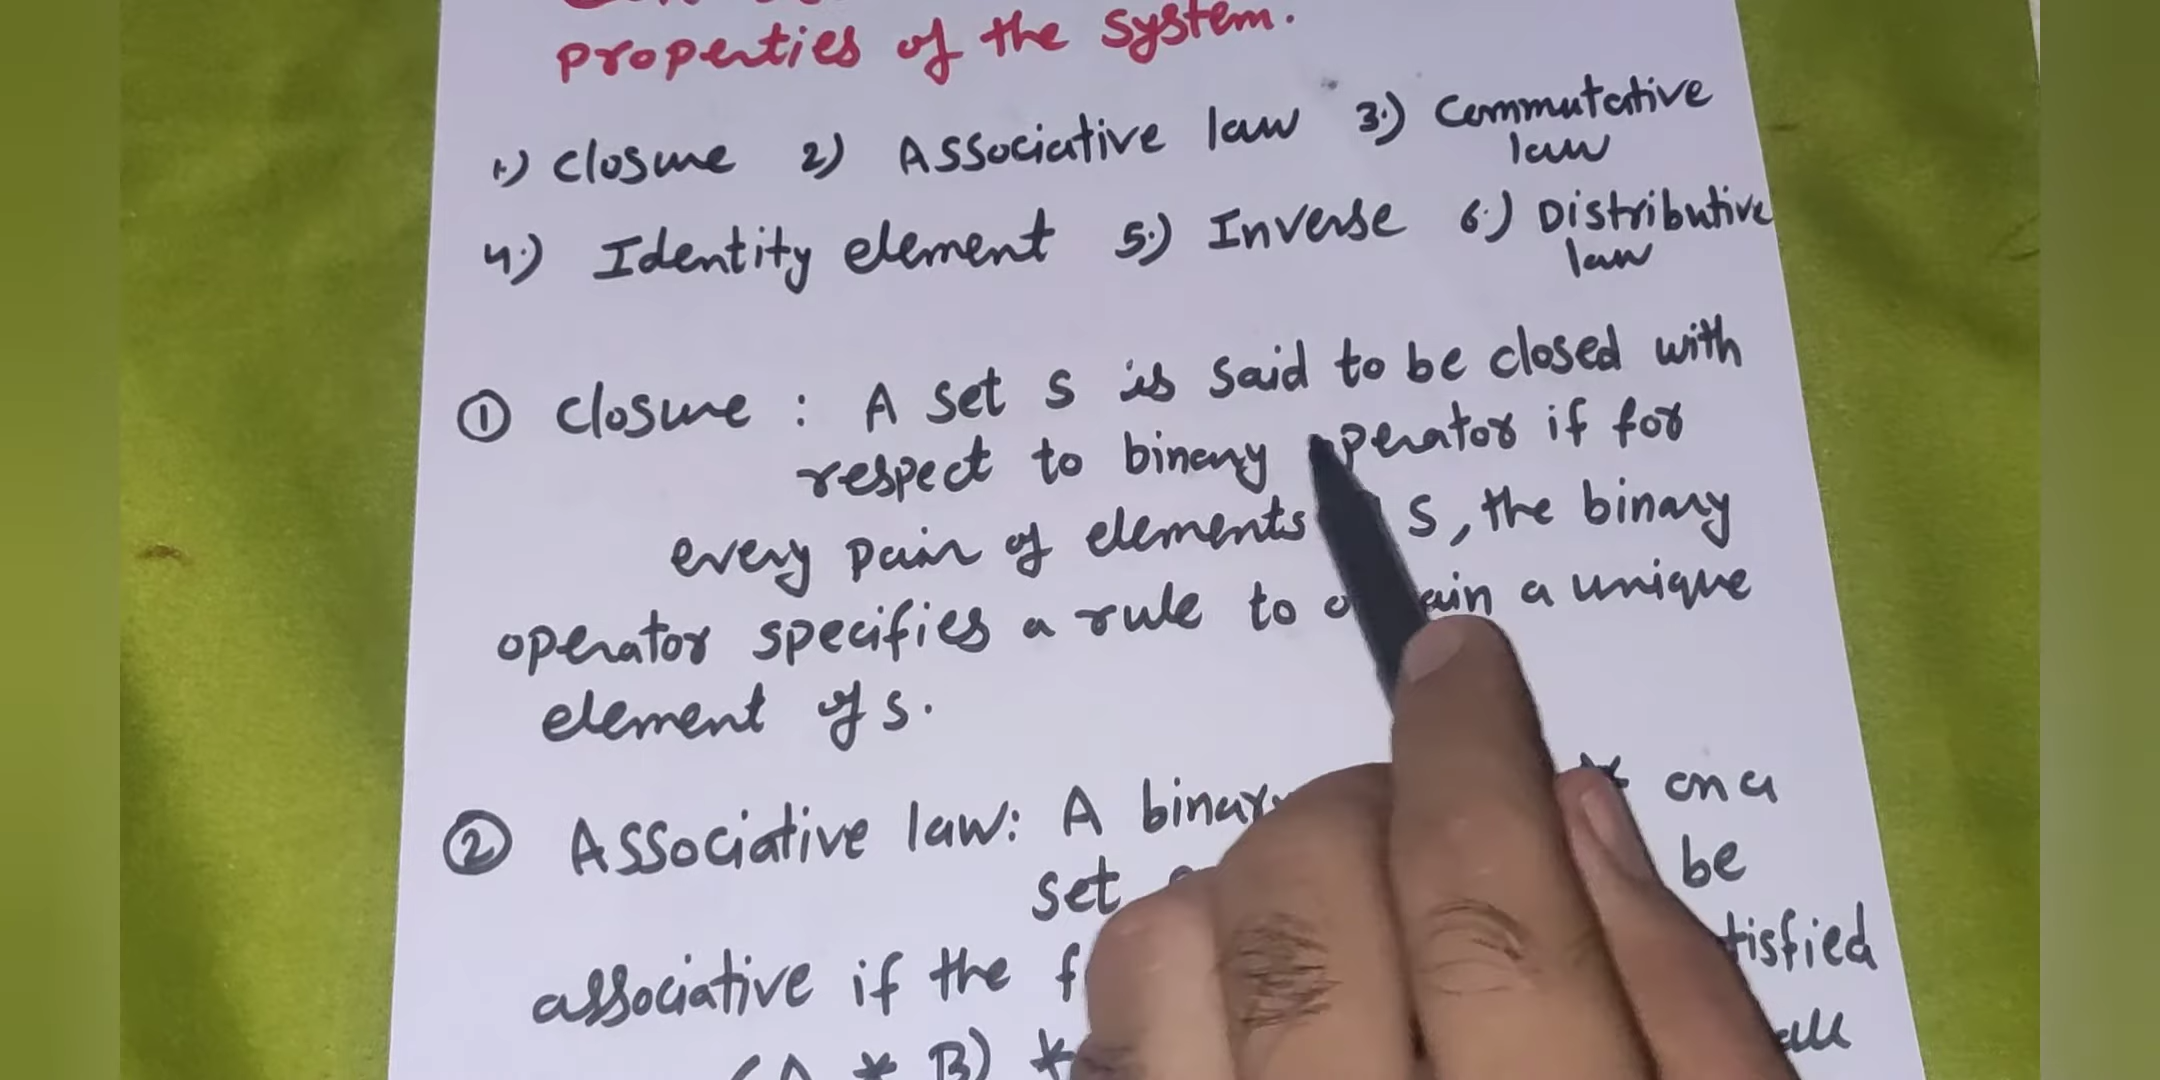 properties of the system.
1.) Closure 2) Associative law 3.) Commutative
law
4.) Identity element 5.) Inverse 6.) Distributive
law
① Closure : A set S is said to be closed with
respect to binary operator if for
every pair of elements S, the binary
operator specifies a rule to a unique
element of S.
② Associative law: A binary * on a
set be
associative if the
all
(A * B) *